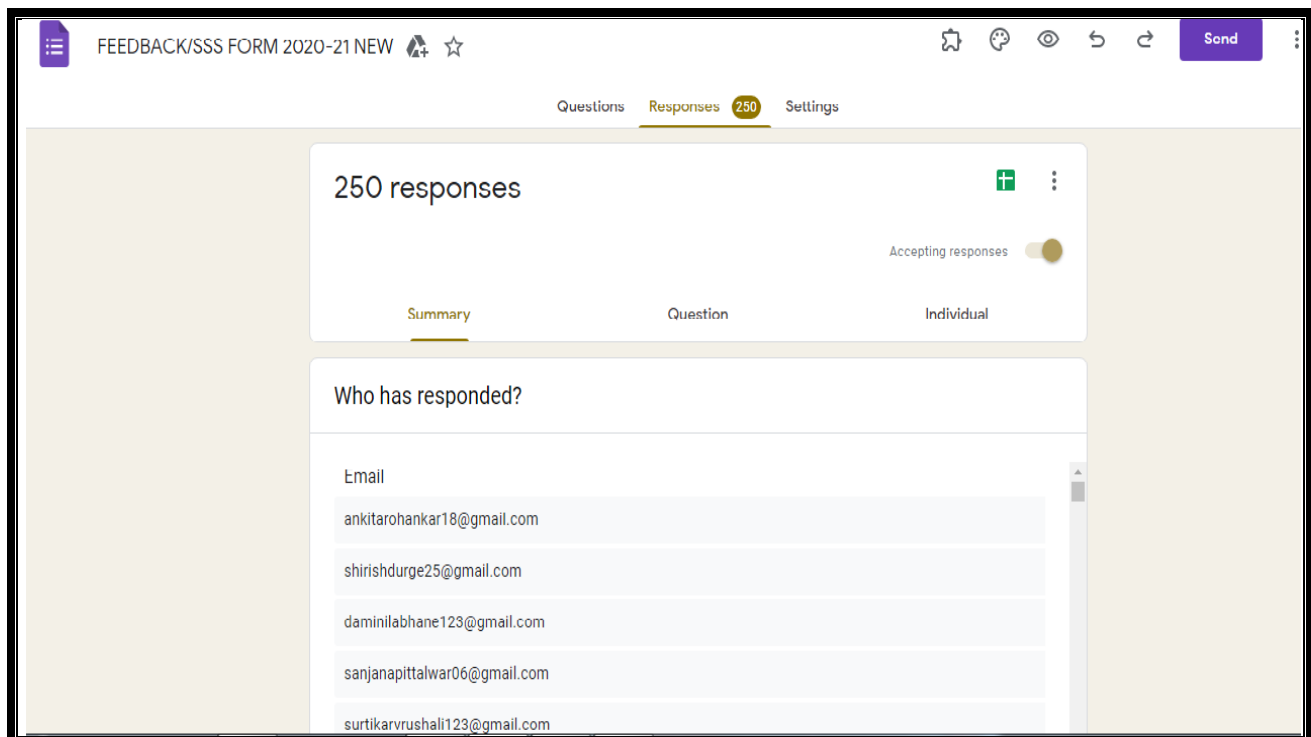 FEEDBACK/SSS FORM 2020-21 NEW
Send
Questions Responses 250 Settings
250 responses
Accepting responses
Summary Question Individual
Who has responded?
Email
ankitarohankar18@gmail.com
shirishdurge25@gmail.com
daminilabhane123@gmail.com
sanjanapittalwar06@gmail.com
surtikarvrushali123@gmail.com